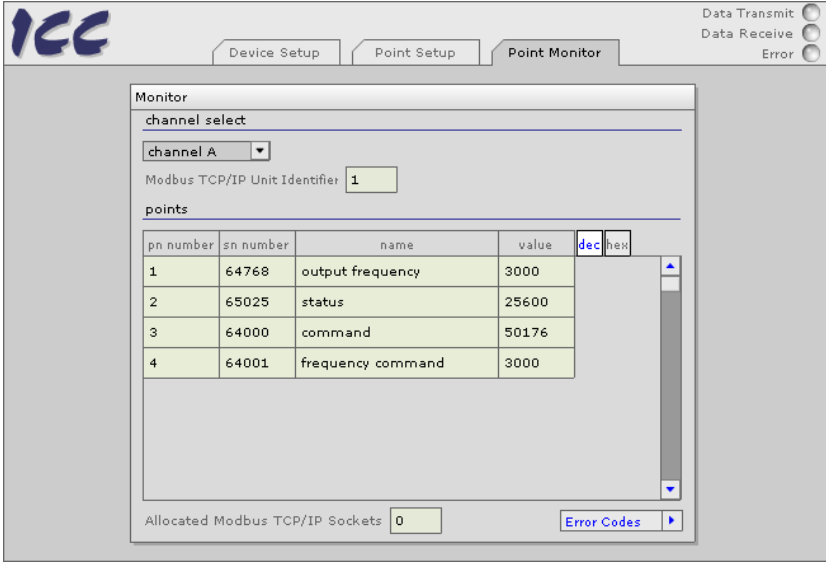 ICC
Data Transmit
Data Receive
Error
Device Setup Point Setup Point Monitor
Monitor
channel select
channel A
Modbus TCP/IP Unit Identifier 1
points
pn number sn number name value dec hex
1 64768 output frequency 3000
2 65025 status 25600
3 64000 command 50176
4 64001 frequency command 3000
Allocated Modbus TCP/IP Sockets 0 Error Codes